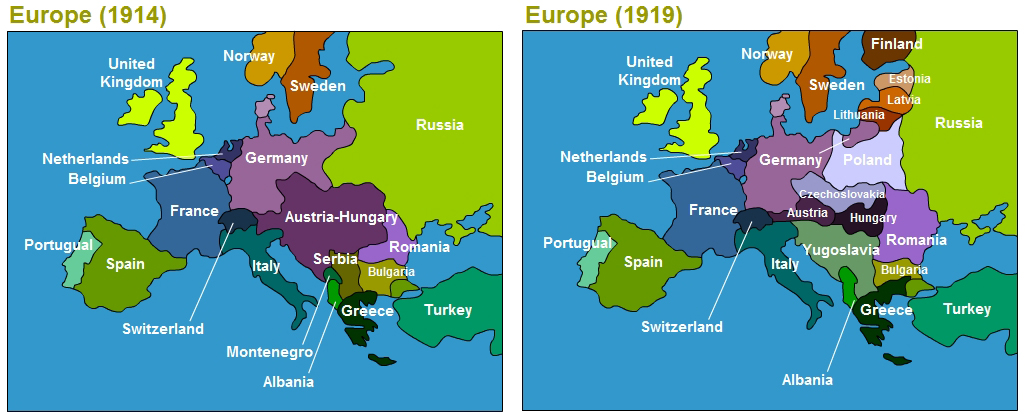 Europe (1914)
Norway
United
Kingdom
Sweden
Russia
Netherlands
Germany
Belgium
France
Austria-Hungary
Portugual
Romania
Spain
Serbia
Italy
Bulgaria
Switzerland
Greece
Turkey
Montenegro
Albania
Europe (1919)
Finland
Norway
United
Kingdom
Sweden
Estonia
Latvia
Lithuania
Russia
Netherlands
Germany
Poland
Belgium
Czechoslovakia
France
Austria
Hungary
Portugual
Romania
Yugoslavia
Spain
Italy
Bulgaria
Switzerland
Greece
Turkey
Albania